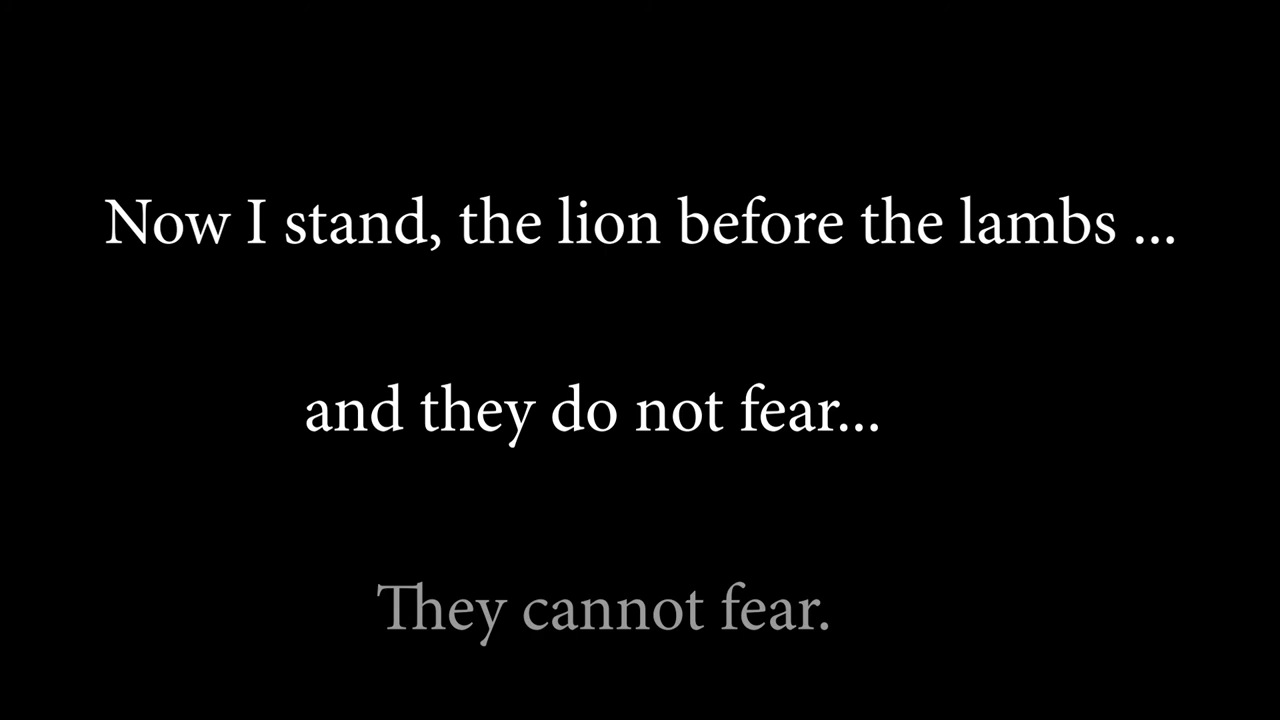 Now I stand, the lion before the lambs ...
and they do not fear...
They cannot fear.